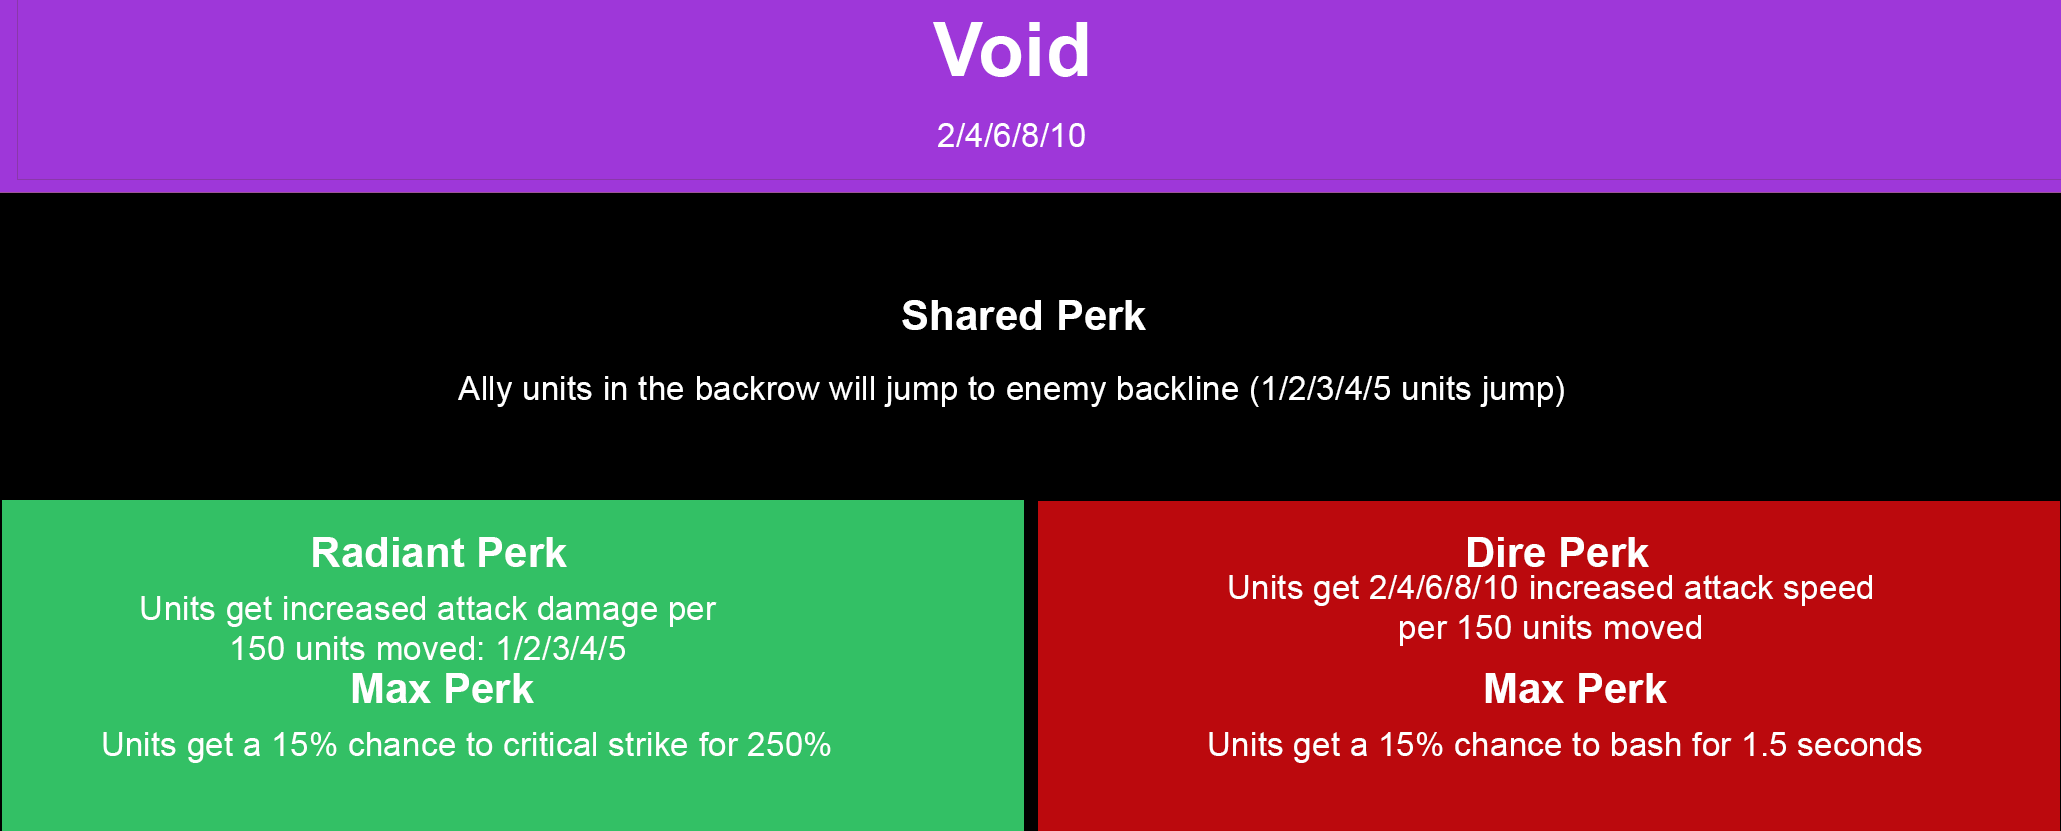 Void
2/4/6/8/10
Shared Perk
Ally units in the backrow will jump to enemy backline (1/2/3/4/5 units jump)
Radiant Perk
Units get increased attack damage per
150 units moved: 1/2/3/4/5
Max Perk
Units get a 15% chance to critical strike for 250%
Dire Perk
Units get 2/4/6/8/10 increased attack speed
per 150 units moved
Max Perk
Units get a 15% chance to bash for 1.5 seconds